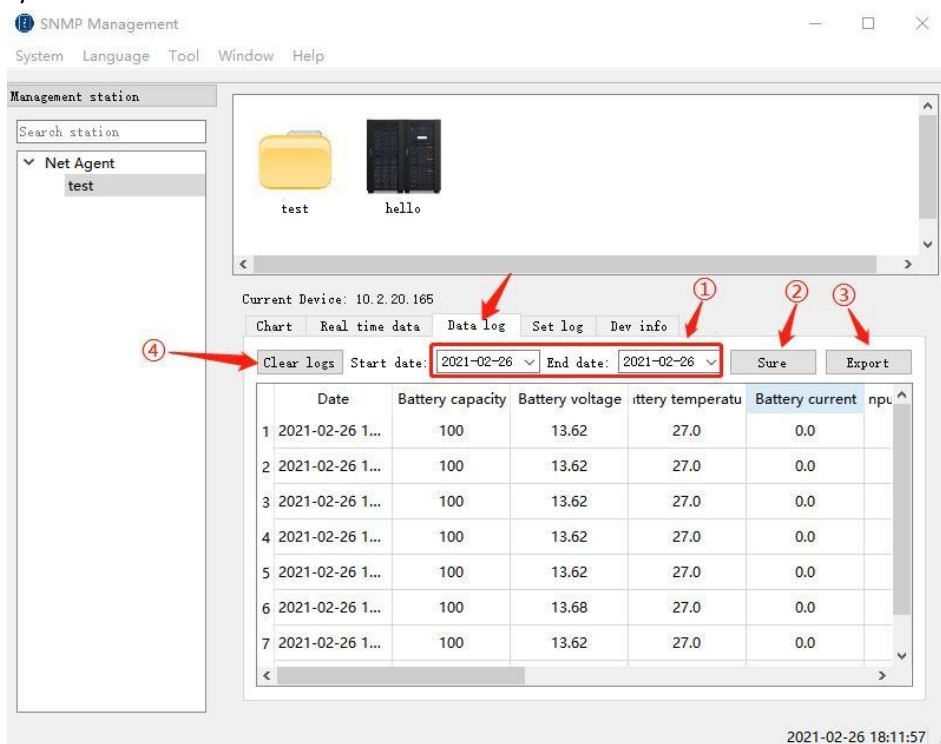 SNMP Management
System Language Tool Window Help
Management station
Search station
Net Agent
test
test hello
Current Device: 10.2.20.165
Chart Real time data Data log Set log Dev info
① ② ③
④
Clear logs Start date: 2021-02-26 End date: 2021-02-26 Sure Export
Date Battery capacity Battery voltage ttery temperatu Battery current npu
1 2021-02-26 1... 100 13.62 27.0 0.0
2 2021-02-26 1... 100 13.62 27.0 0.0
3 2021-02-26 1... 100 13.62 27.0 0.0
4 2021-02-26 1... 100 13.62 27.0 0.0
5 2021-02-26 1... 100 13.62 27.0 0.0
6 2021-02-26 1... 100 13.68 27.0 0.0
7 2021-02-26 1... 100 13.62 27.0 0.0
2021-02-26 18:11:57